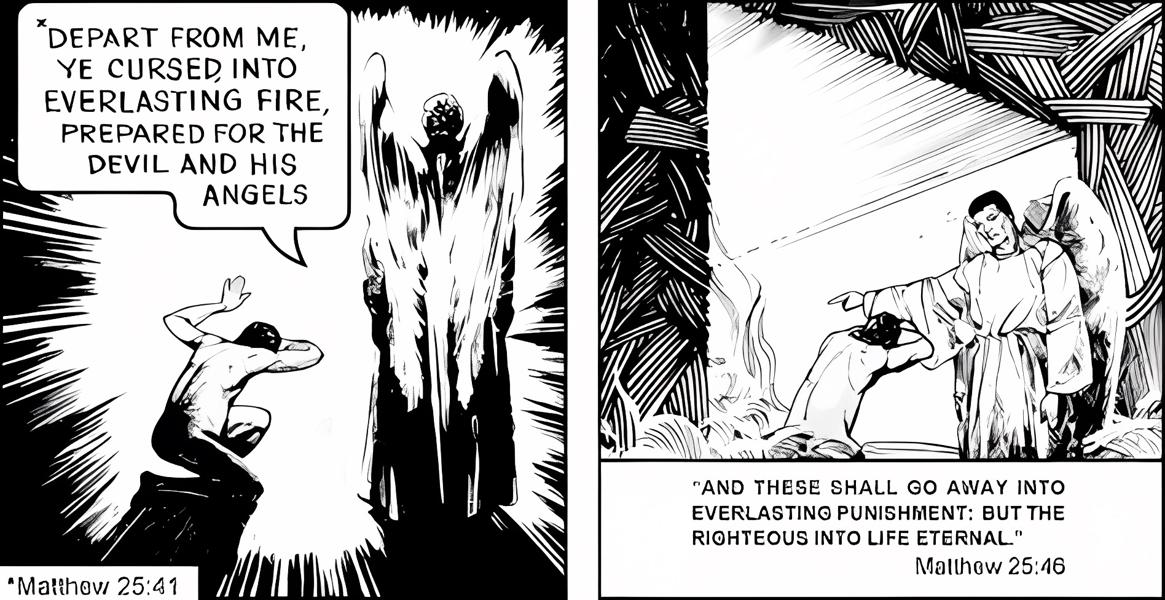 *DEPART FROM ME,
YE CURSED, INTO
EVERLASTING FIRE,
PREPARED FOR THE
DEVIL AND HIS
ANGELS
*Matthew 25:41
"AND THESE SHALL GO AWAY INTO
EVERLASTING PUNISHMENT: BUT THE
RIGHTEOUS INTO LIFE ETERNAL."
Matthew 25:46